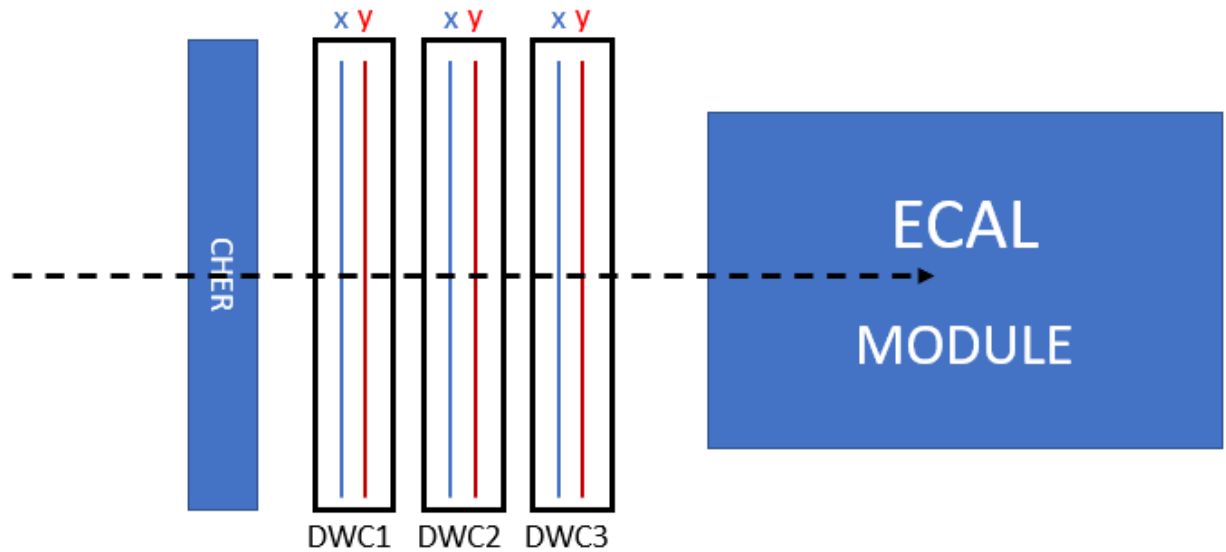 x y x y x y
CHER
ECAL
MODULE
DWC1 DWC2 DWC3